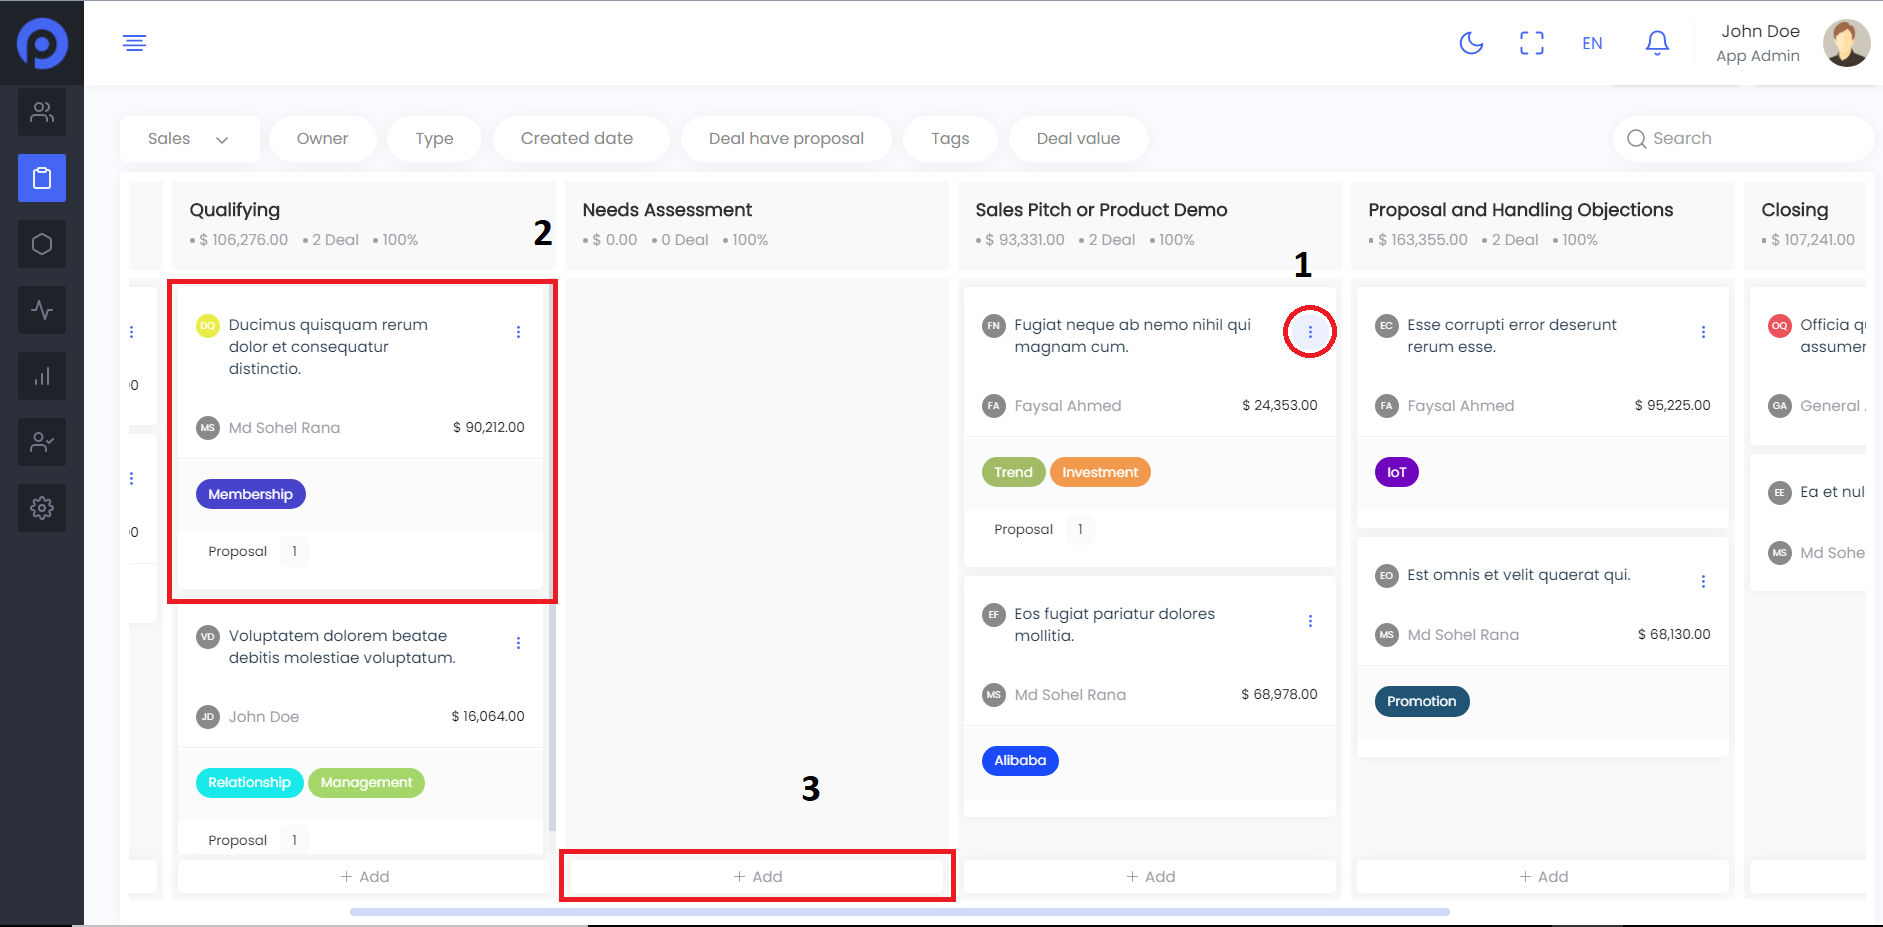 John Doe
EN
App Admin
Sales
Owner
Type
Created date
Deal have proposal
Tags
Deal value
Search
Qualifying
• $ 106,276.00 • 2 Deal • 100%
2
Needs Assessment
• $ 0.00 • 0 Deal • 100%
Sales Pitch or Product Demo
• $ 93,331.00 • 2 Deal • 100%
1
Proposal and Handling Objections
• $ 163,355.00 • 2 Deal • 100%
Closing
• $ 107,241.00
DQ
Ducimus quisquam rerum
dolor et consequatur
distinctio.
MS Md Sohel Rana $ 90,212.00
Membership
Proposal 1
VD
Voluptatem dolorem beatae
debitis molestiae voluptatum.
JD John Doe $ 16,064.00
Relationship Management
Proposal 1
+ Add
3
+ Add
FN
Fugiat neque ab nemo nihil qui
magnam cum.
FA Faysal Ahmed $ 24,353.00
Trend Investment
Proposal 1
EF
Eos fugiat pariatur dolores
mollitia.
MS Md Sohel Rana $ 68,978.00
Alibaba
+ Add
EC
Esse corrupti error deserunt
rerum esse.
FA Faysal Ahmed $ 95,225.00
IoT
EO Est omnis et velit quaerat qui.
MS Md Sohel Rana $ 68,130.00
Promotion
+ Add
OQ
Officia
assumer
GA General
EE Ea et nul
MS Md Sohe